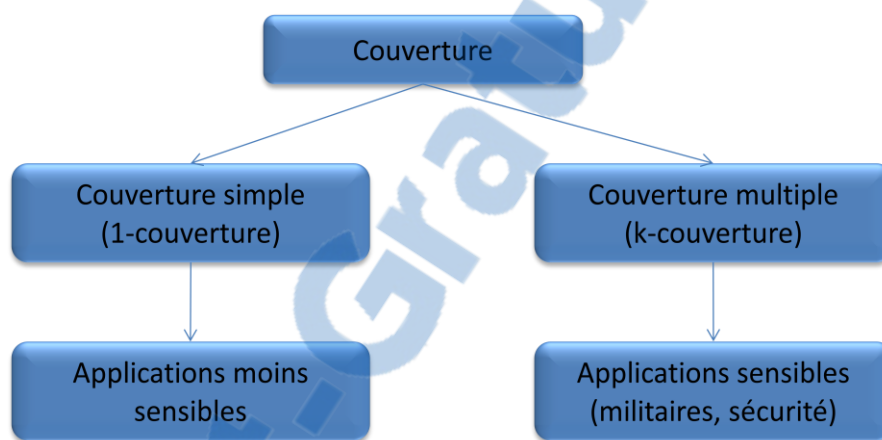 Couverture
Couverture simple
(1-couverture)
Couverture multiple
(k-couverture)
Applications moins
sensibles
Applications sensibles
(militaires, sécurité)